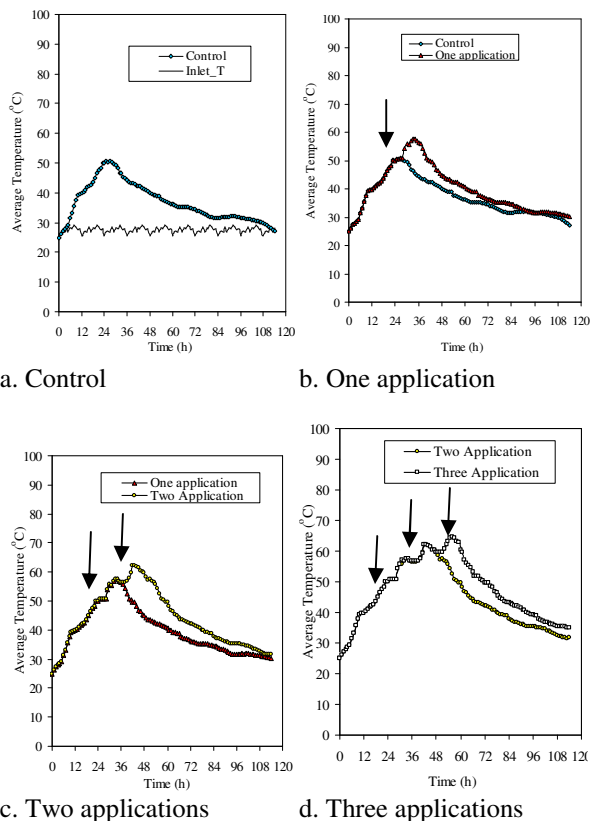 100
90
80
70
60
50
40
30
20
10
0
Average Temperature (°C)
Control
Inlet_T
0 12 24 36 48 60 72 84 96 108 120
Time (h)
a. Control
100
90
80
70
60
50
40
30
20
10
0
Average Temperature (°C)
Control
One application
0 12 24 36 48 60 72 84 96 108 120
Time (h)
b. One application
100
90
80
70
60
50
40
30
20
10
0
Average Temperature (°C)
One application
Two Application
0 12 24 36 48 60 72 84 96 108 120
Time (h)
c. Two applications
100
90
80
70
60
50
40
30
20
10
0
Average Temperature (°C)
Two Application
Three Application
0 12 24 36 48 60 72 84 96 108 120
Time (h)
d. Three applications